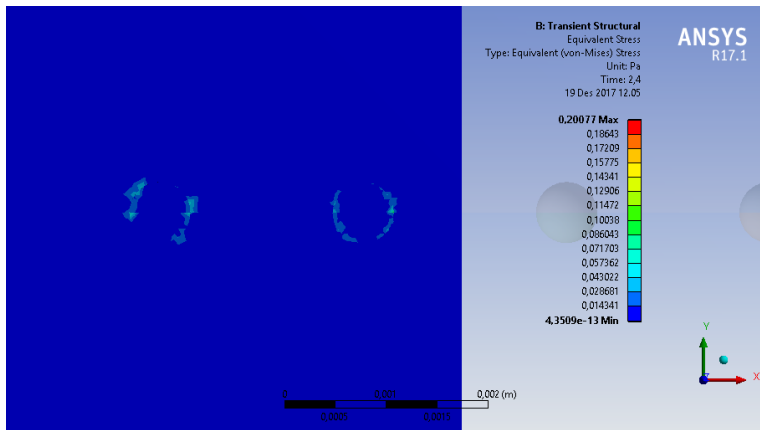 B: Transient Structural
Equivalent Stress
Type: Equivalent (von-Mises) Stress
Unit: Pa
Time: 2,4
19 Des 2017 12.05
ANSYS
R17.1
0,20077 Max
0,18643
0,17209
0,15775
0,14341
0,12906
0,11472
0,10038
0,086043
0,071703
0,057362
0,043022
0,028681
0,014341
4,3509e-13 Min
Y
X
0
0,001
0,002 (m)
0,0005